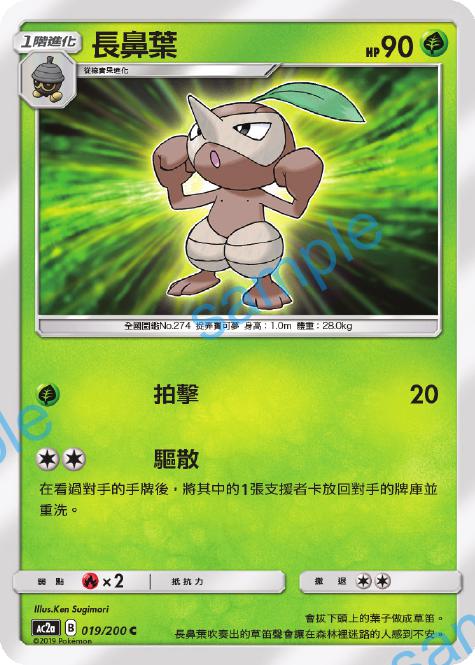 1階進化
長鼻葉
HP90
從橡實果進化
全國圖鑑No.274 狡猾寶可夢 身高：1.0m 體重：28.0kg
拍擊 20
驅散
在看過對手的手牌後，將其中的1張支援者卡放回對手的牌庫並
重洗。
弱點 ×2 抵抗力 撤退
Illus.Ken Sugimori
AC2a B 019/200 C
©2019 Pokémon
會拔下頭上的葉子做成草笛。
長鼻葉吹奏出的草笛聲會讓在森林裡迷路的人感到不安。
sample
sample
ple